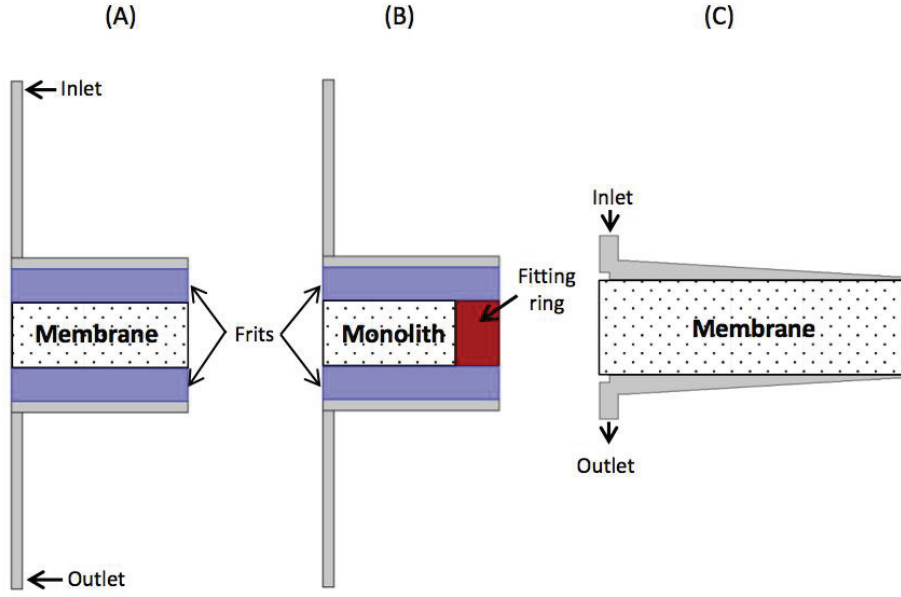 (A)
(B)
(C)
Inlet
Inlet
Fitting
ring
Membrane
Frits
Monolith
Membrane
Outlet
Outlet